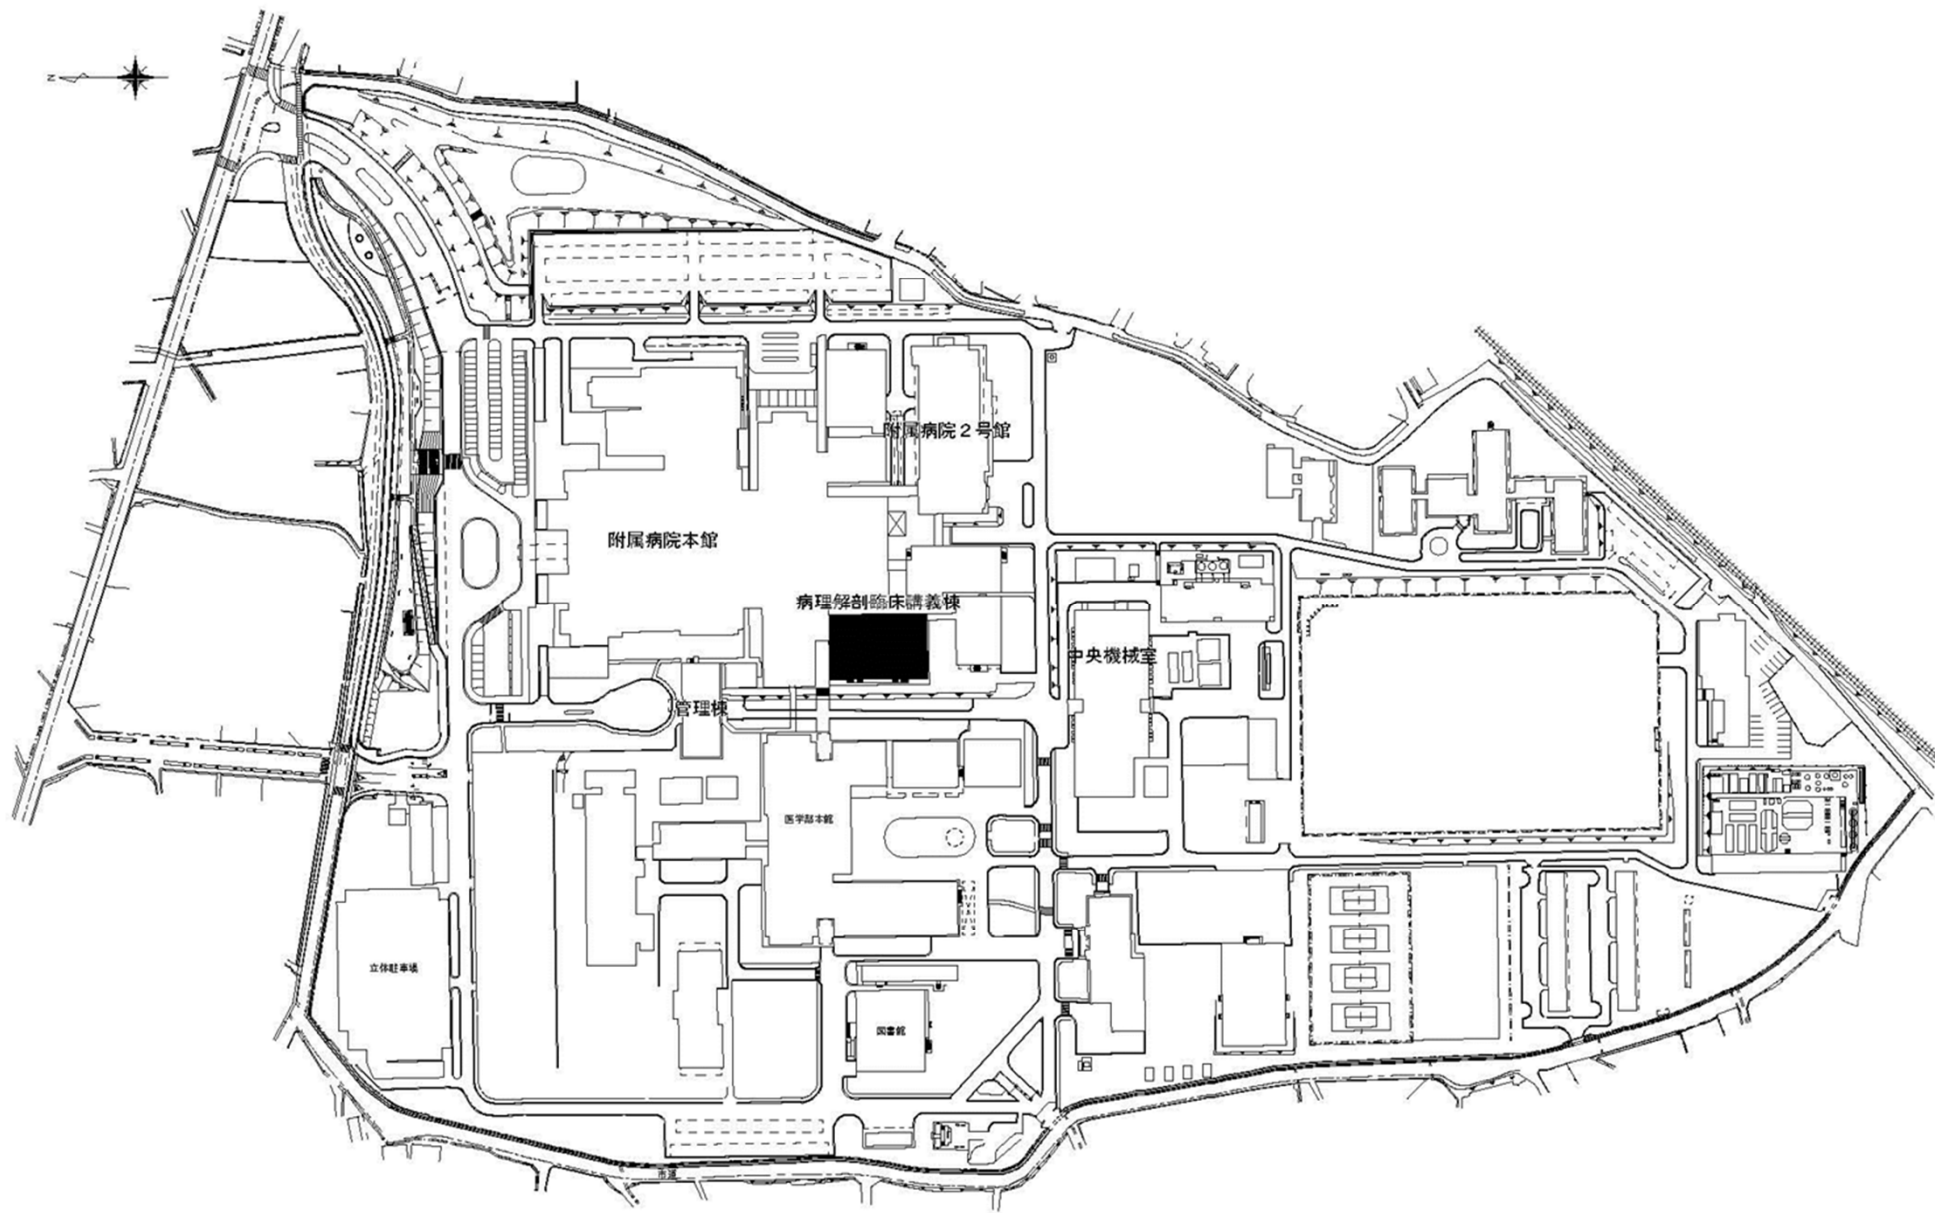 N
附属病院２号館
附属病院本館
病理解剖臨床講義棟
中央機械室
管理棟
医学部本館
立体駐車場
図書館
市道